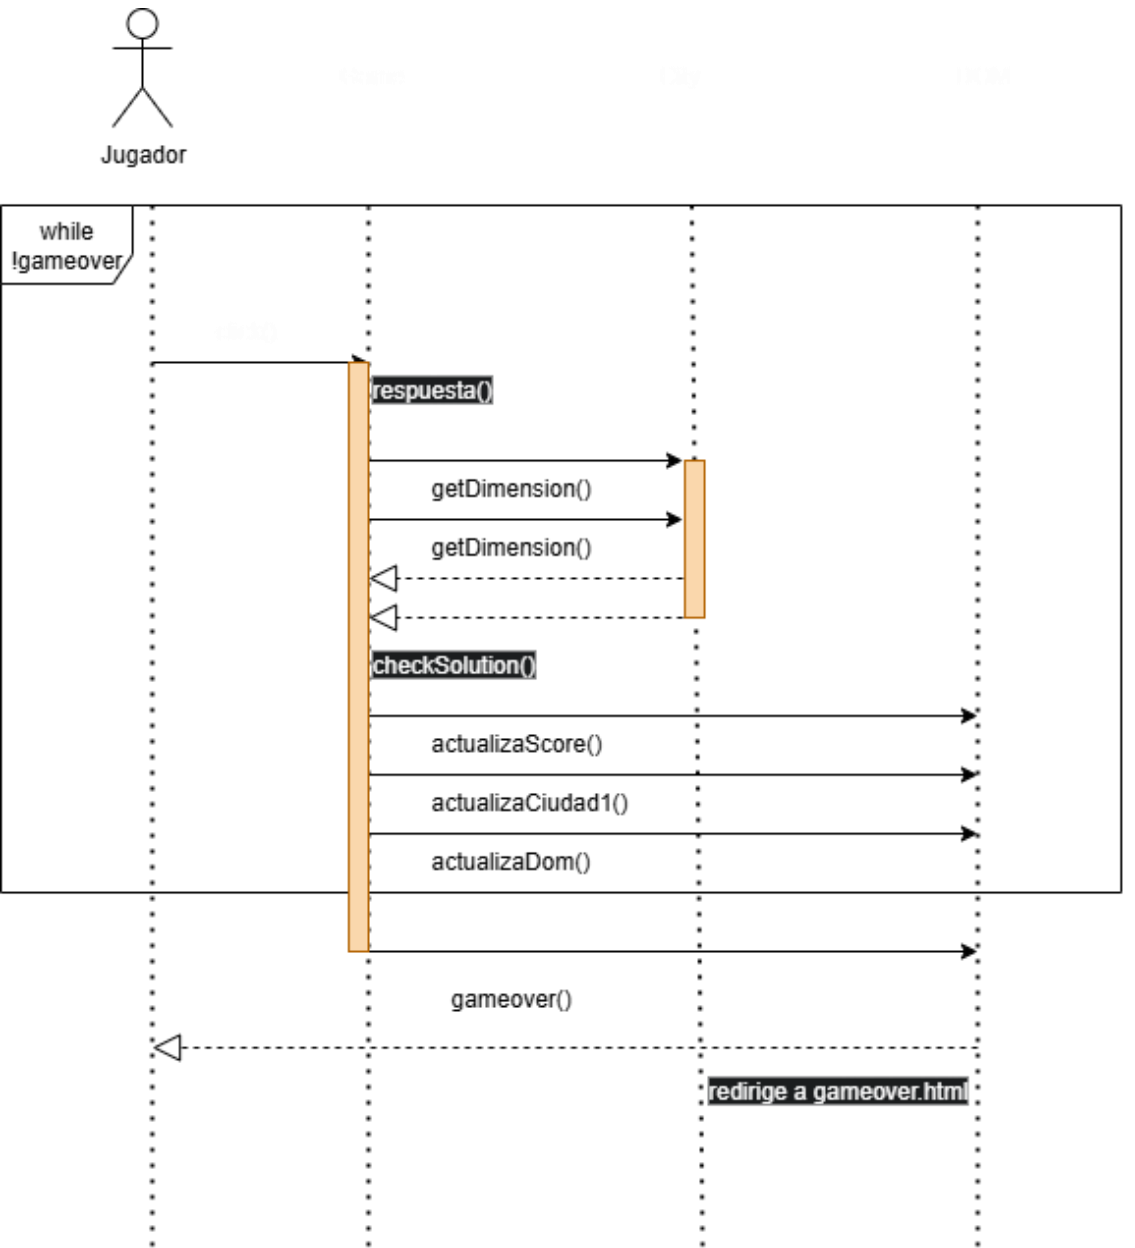 Jugador
while
!gameover
respuesta()
getDimension()
getDimension()
checkSolution()
actualizaScore()
actualizaCiudad1()
actualizaDom()
gameover()
redirige a gameover.html